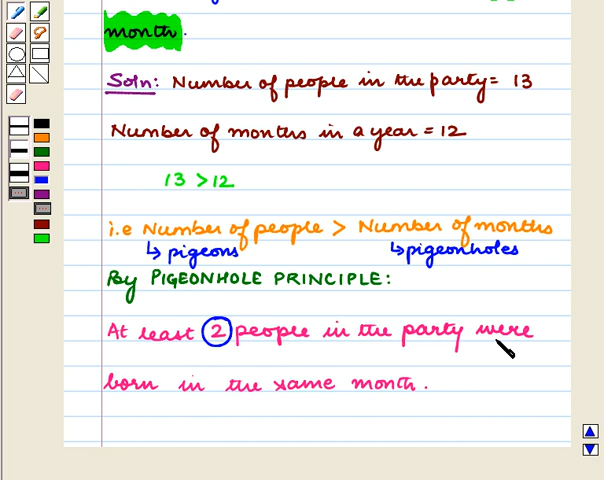 month.
Soln: Number of people in the party = 13
Number of months in a year = 12
13 > 12
i.e Number of people > Number of months
↳ pigeons ↳ pigeonholes
By PIGEONHOLE PRINCIPLE:
At least 2 people in the party were
born in the same month.